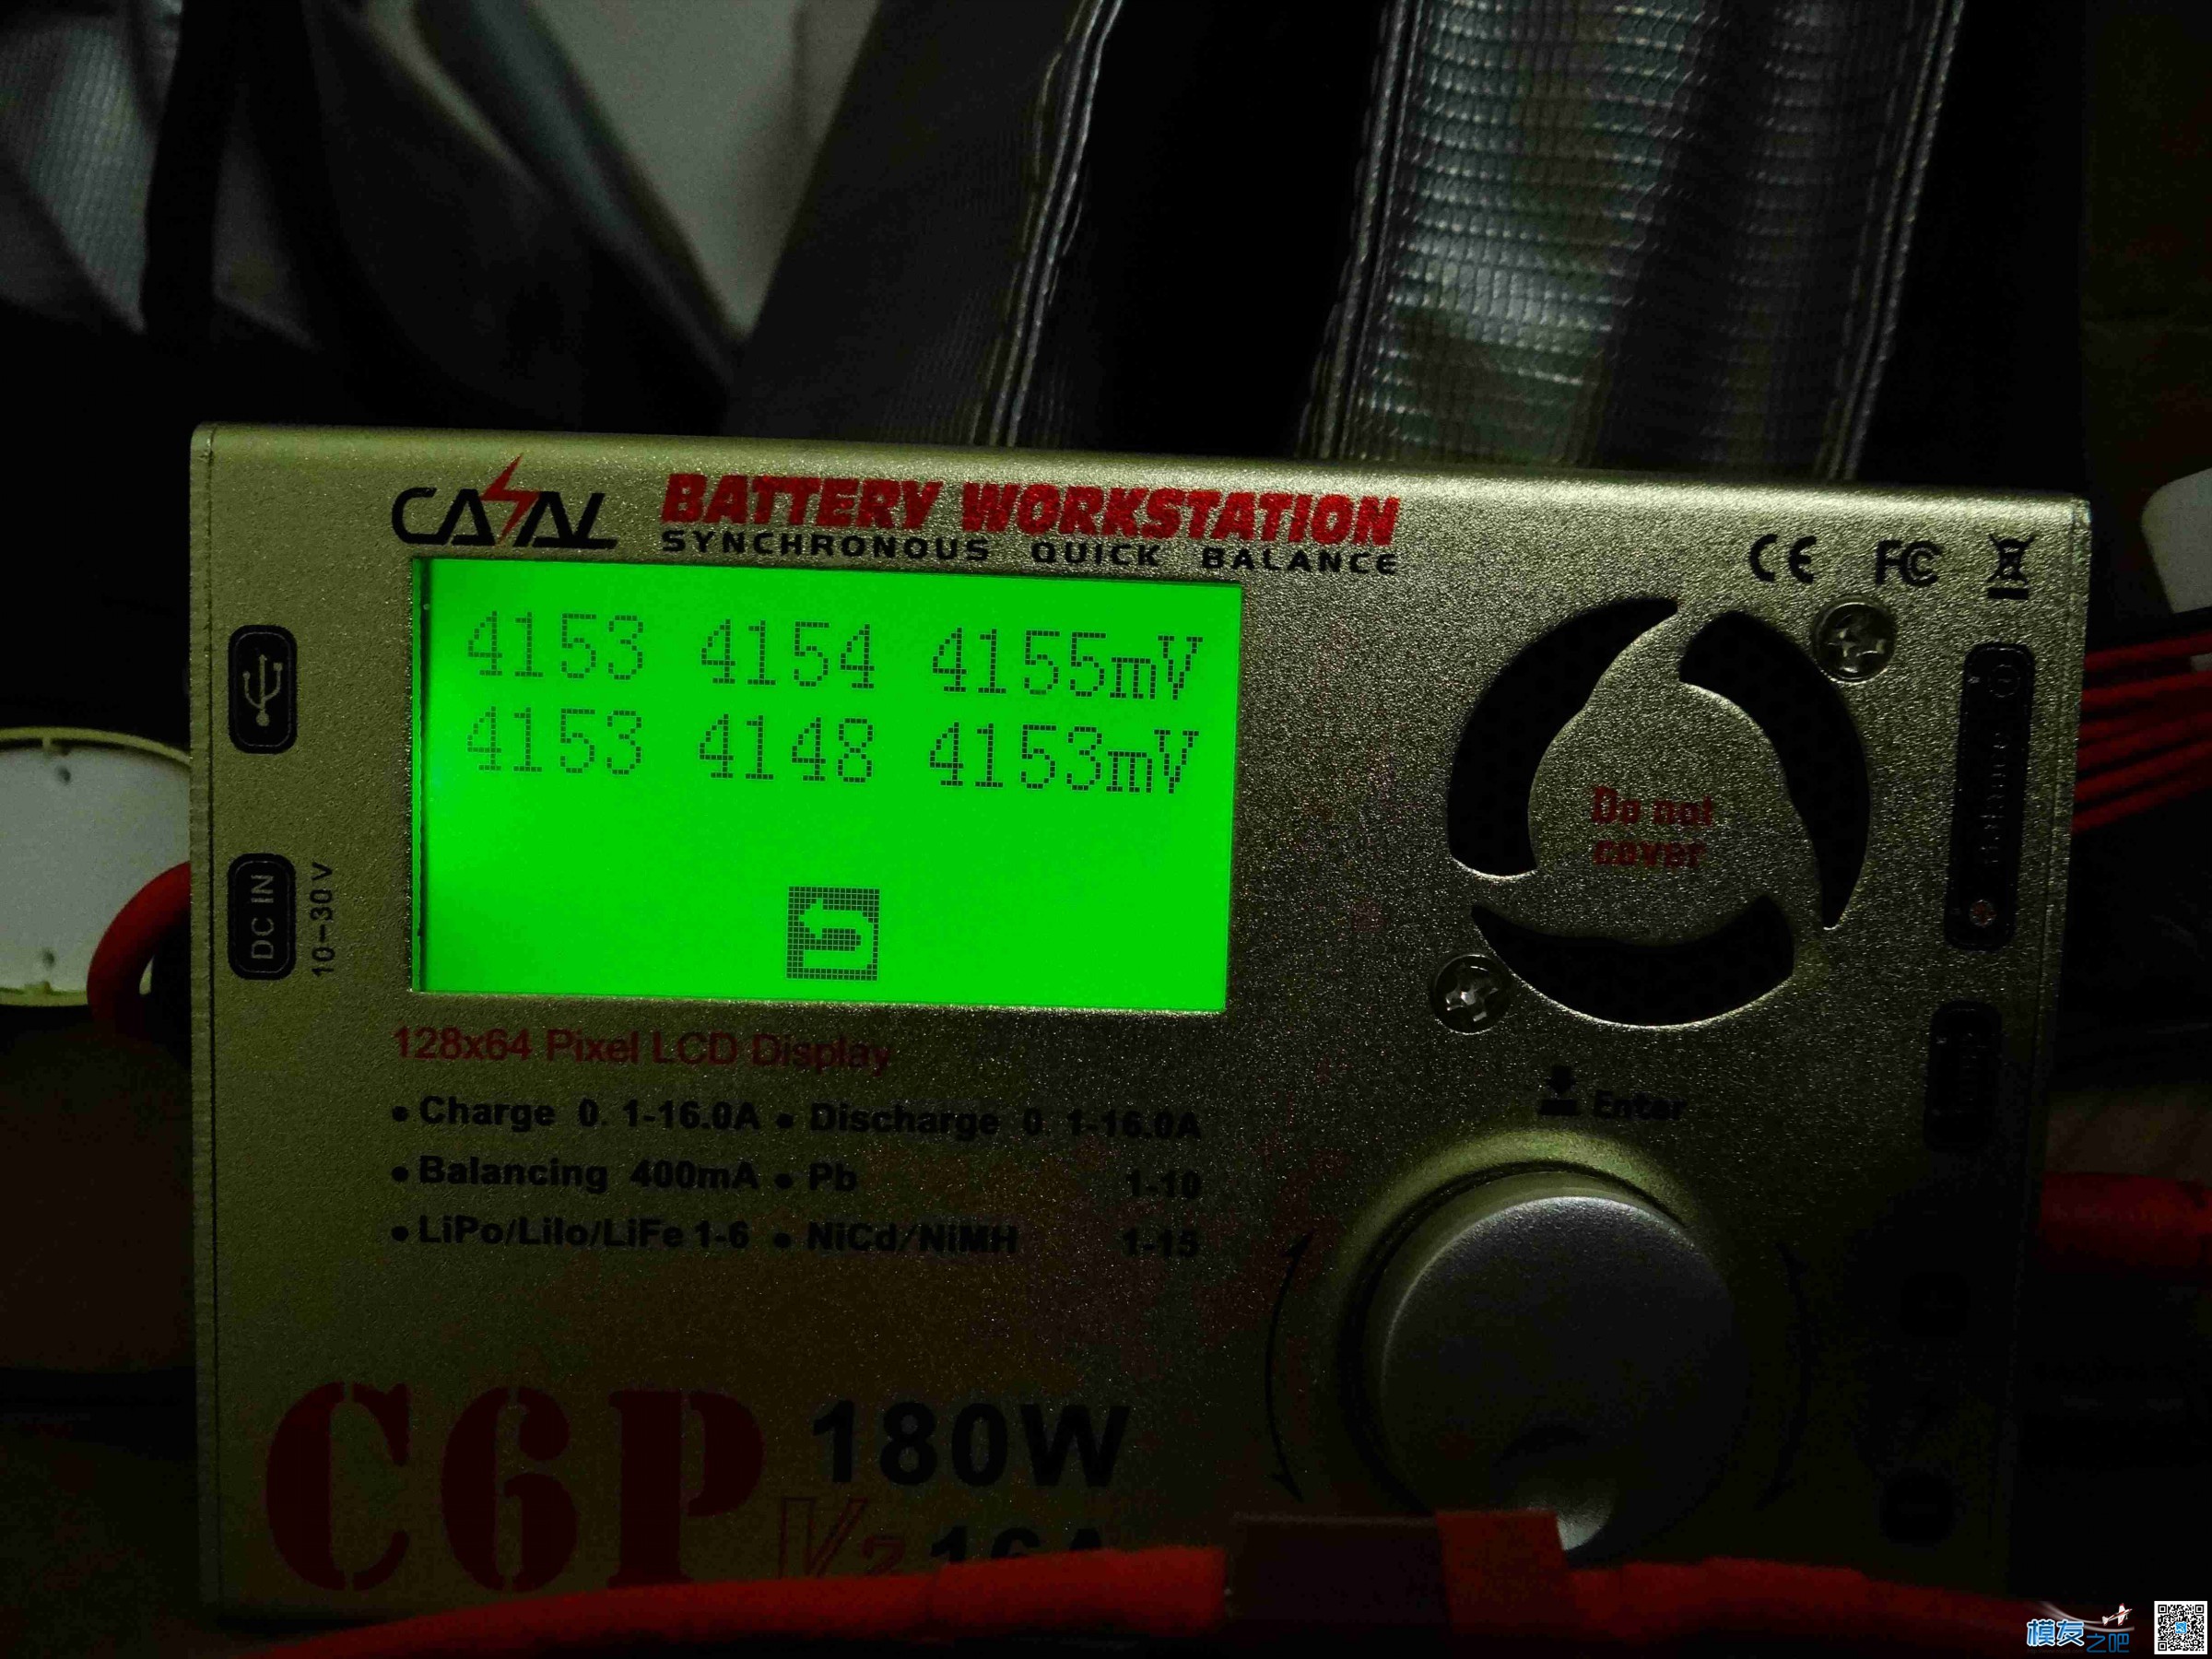 CASAL BATTERY WORKSTATION
SYNCHRONOUS QUICK BALANCE
CE FC
4153 4154 4155mV
4153 4148 4153mV
Do not
cover
DC IN
10-30V
Balance
128x64 Pixel LCD Display
• Charge 0. 1-16.0A • Discharge 0. 1-16.0A
• Balancing 400mA • Pb 1-10
• LiPo/LiIo/LiFe 1-6 • NiCd/NiMH 1-15
Enter
C6P 180W
V2 16A
模友之吧